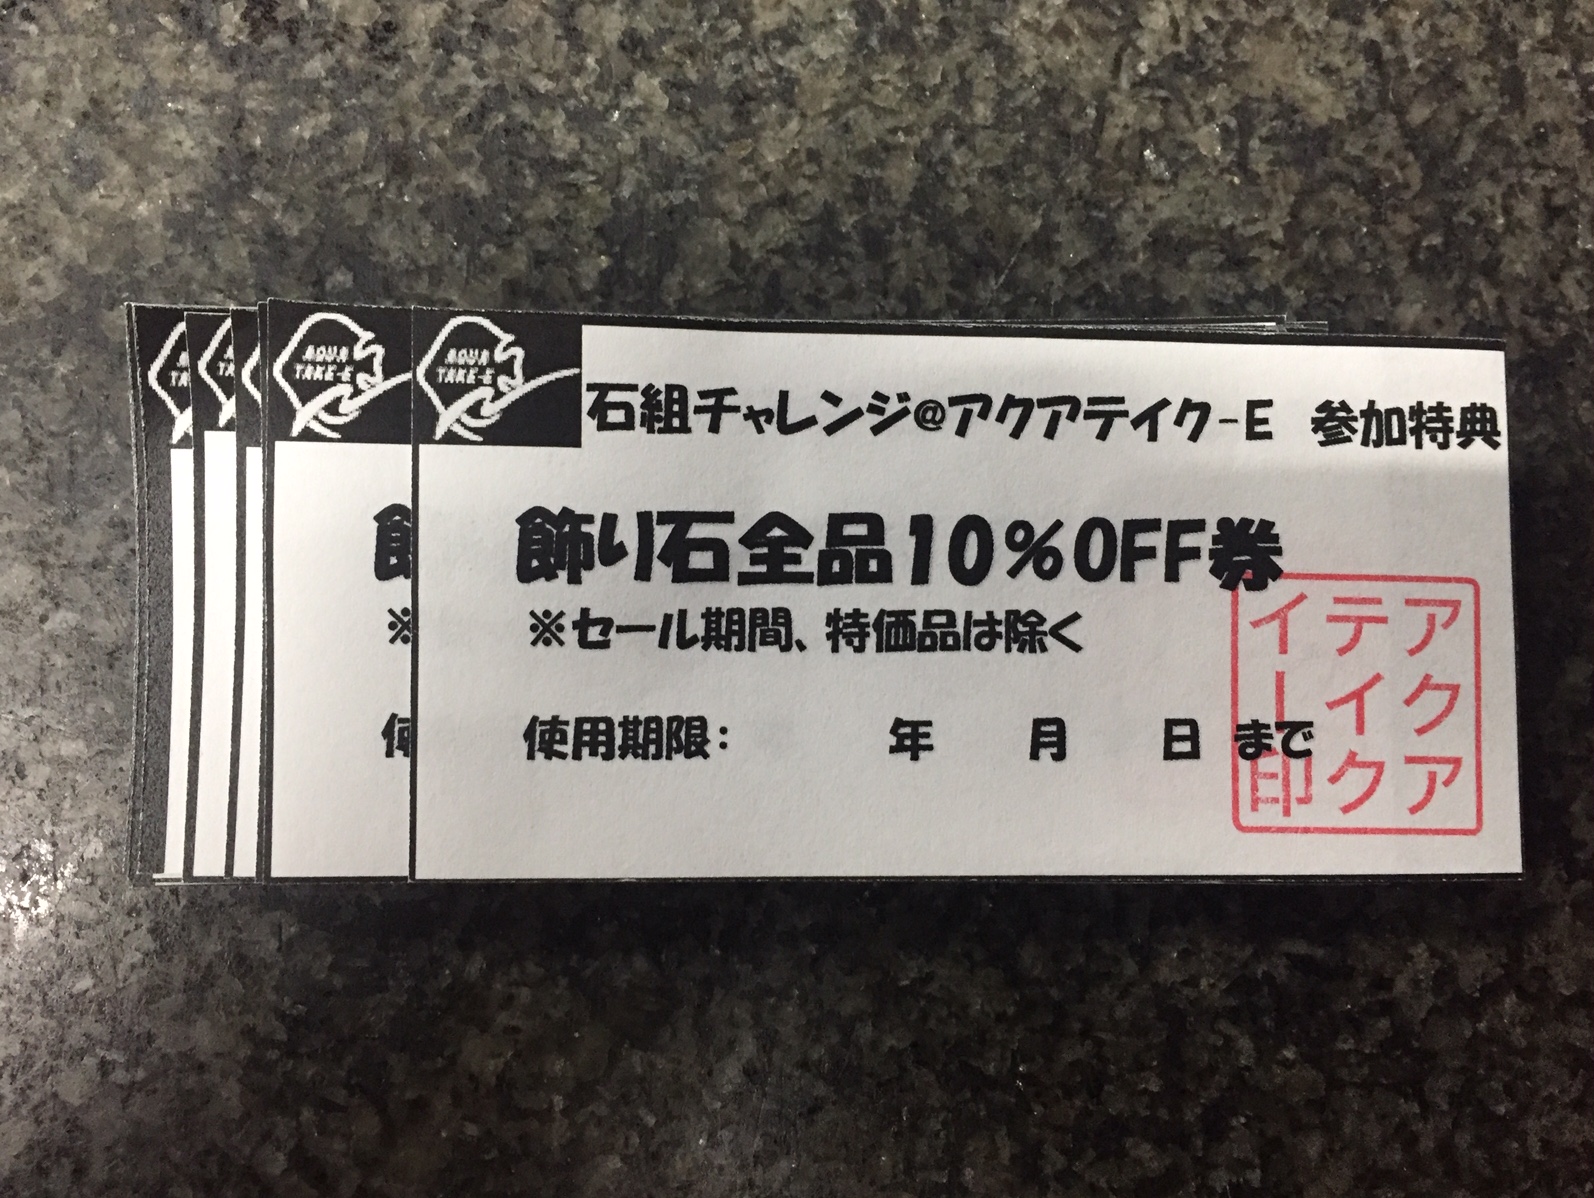 AQUA
TAKE-E
AQUA
TAKE-E
石組チャレンジ@アクアテイク-E 参加特典
飾り石全品10%OFF券
※セール期間、特価品は除く
使用期限: 年 月 日 まで
アクア
テイク
イー印